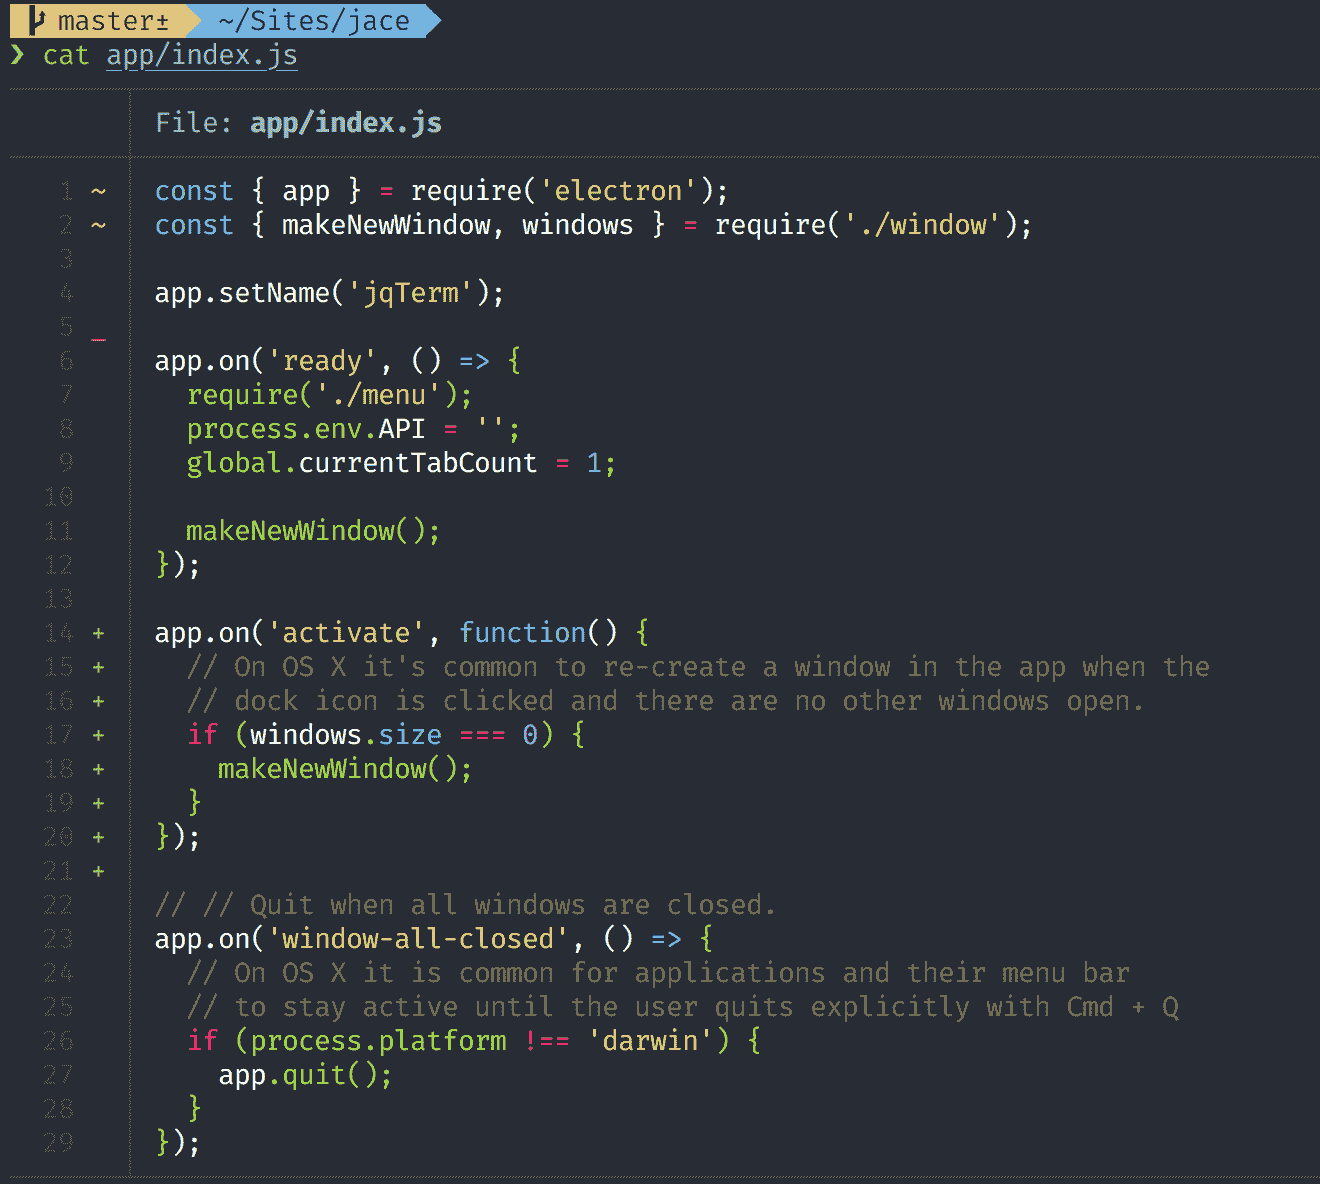 master± ~/Sites/jace
❯ cat app/index.js
File: app/index.js
1 ~ const { app } = require('electron');
2 ~ const { makeNewWindow, windows } = require('./window');
3
4 app.setName('jqTerm');
5 _
6 app.on('ready', () => {
7 require('./menu');
8 process.env.API = '';
9 global.currentTabCount = 1;
10
11 makeNewWindow();
12 });
13
14 + app.on('activate', function() {
15 + // On OS X it's common to re-create a window in the app when the
16 + // dock icon is clicked and there are no other windows open.
17 + if (windows.size === 0) {
18 + makeNewWindow();
19 + }
20 + });
21 +
22 // // Quit when all windows are closed.
23 app.on('window-all-closed', () => {
24 // On OS X it is common for applications and their menu bar
25 // to stay active until the user quits explicitly with Cmd + Q
26 if (process.platform !== 'darwin') {
27 app.quit();
28 }
29 });